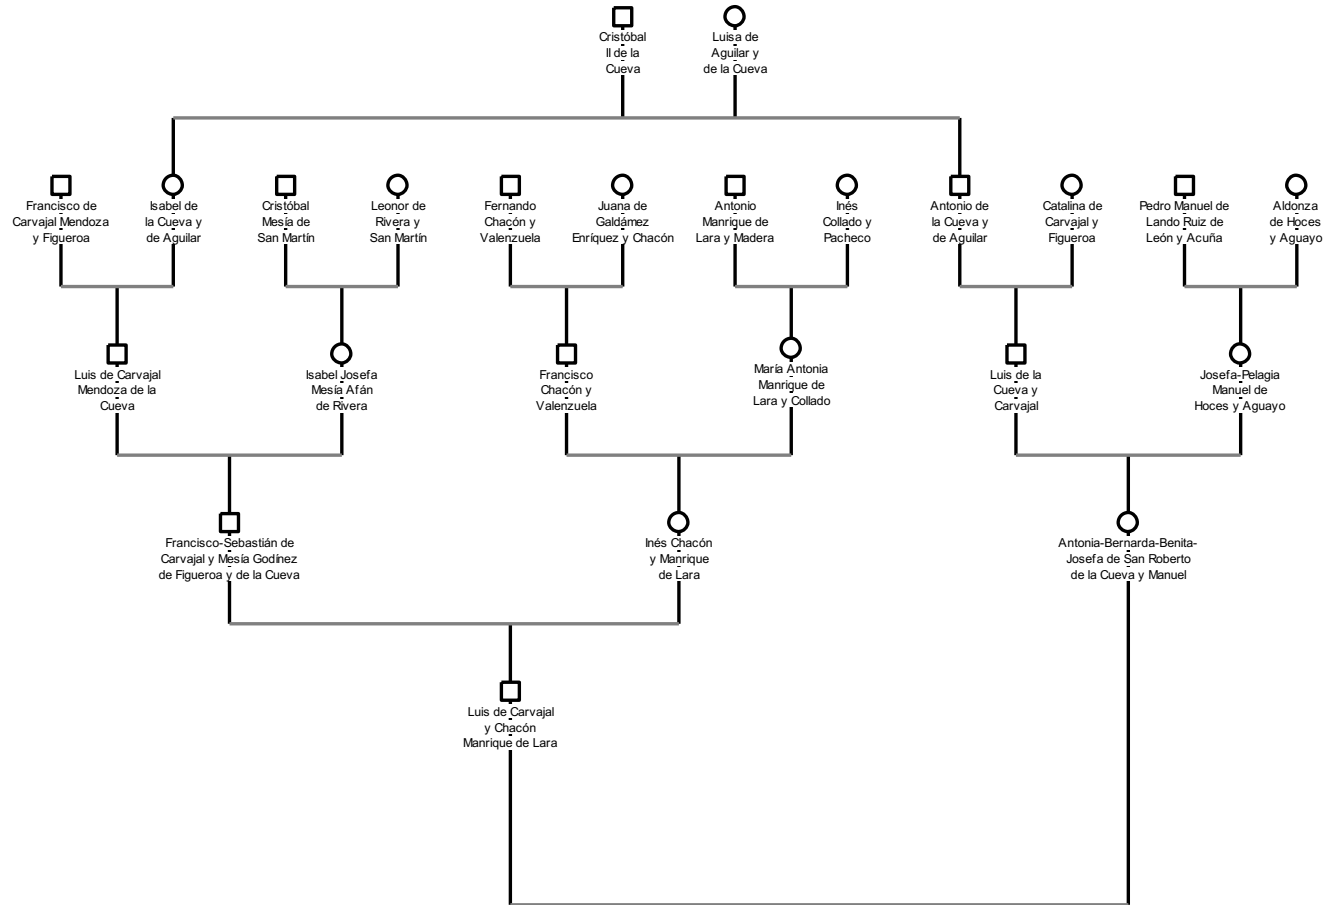 Cristóbal
II de la
Cueva
Luisa de
Aguilar y
de la Cueva
Francisco de
Carvajal Mendoza
y Figueroa
Isabel de
la Cueva y
de Aguilar
Cristóbal
Mesía de
San Martín
Leonor de
Rivera y
San Martín
Fernando
Chacón y
Valenzuela
Juana de
Galdámez
Enríquez y Chacón
Antonio
Manrique de
Lara y Madera
Inés
Collado y
Pacheco
Antonio de
la Cueva y
de Aguilar
Catalina de
Carvajal y
Figueroa
Pedro Manuel de
Lando Ruiz de
León y Acuña
Aldonza
de Hoces
y Aguayo
Luis de Carvajal
Mendoza de la
Cueva
Isabel Josefa
Mesía Afán
de Rivera
Francisco
Chacón y
Valenzuela
María Antonia
Manrique de
Lara y Collado
Luis de la
Cueva y
Carvajal
Josefa-Pelagia
Manuel de
Hoces y Aguayo
Francisco-Sebastián de
Carvajal y Mesía Godínez
de Figueroa y de la Cueva
Inés Chacón
y Manrique
de Lara
Antonia-Bernarda-Benita-
Josefa de San Roberto
de la Cueva y Manuel
Luis de Carvajal
y Chacón
Manrique de Lara